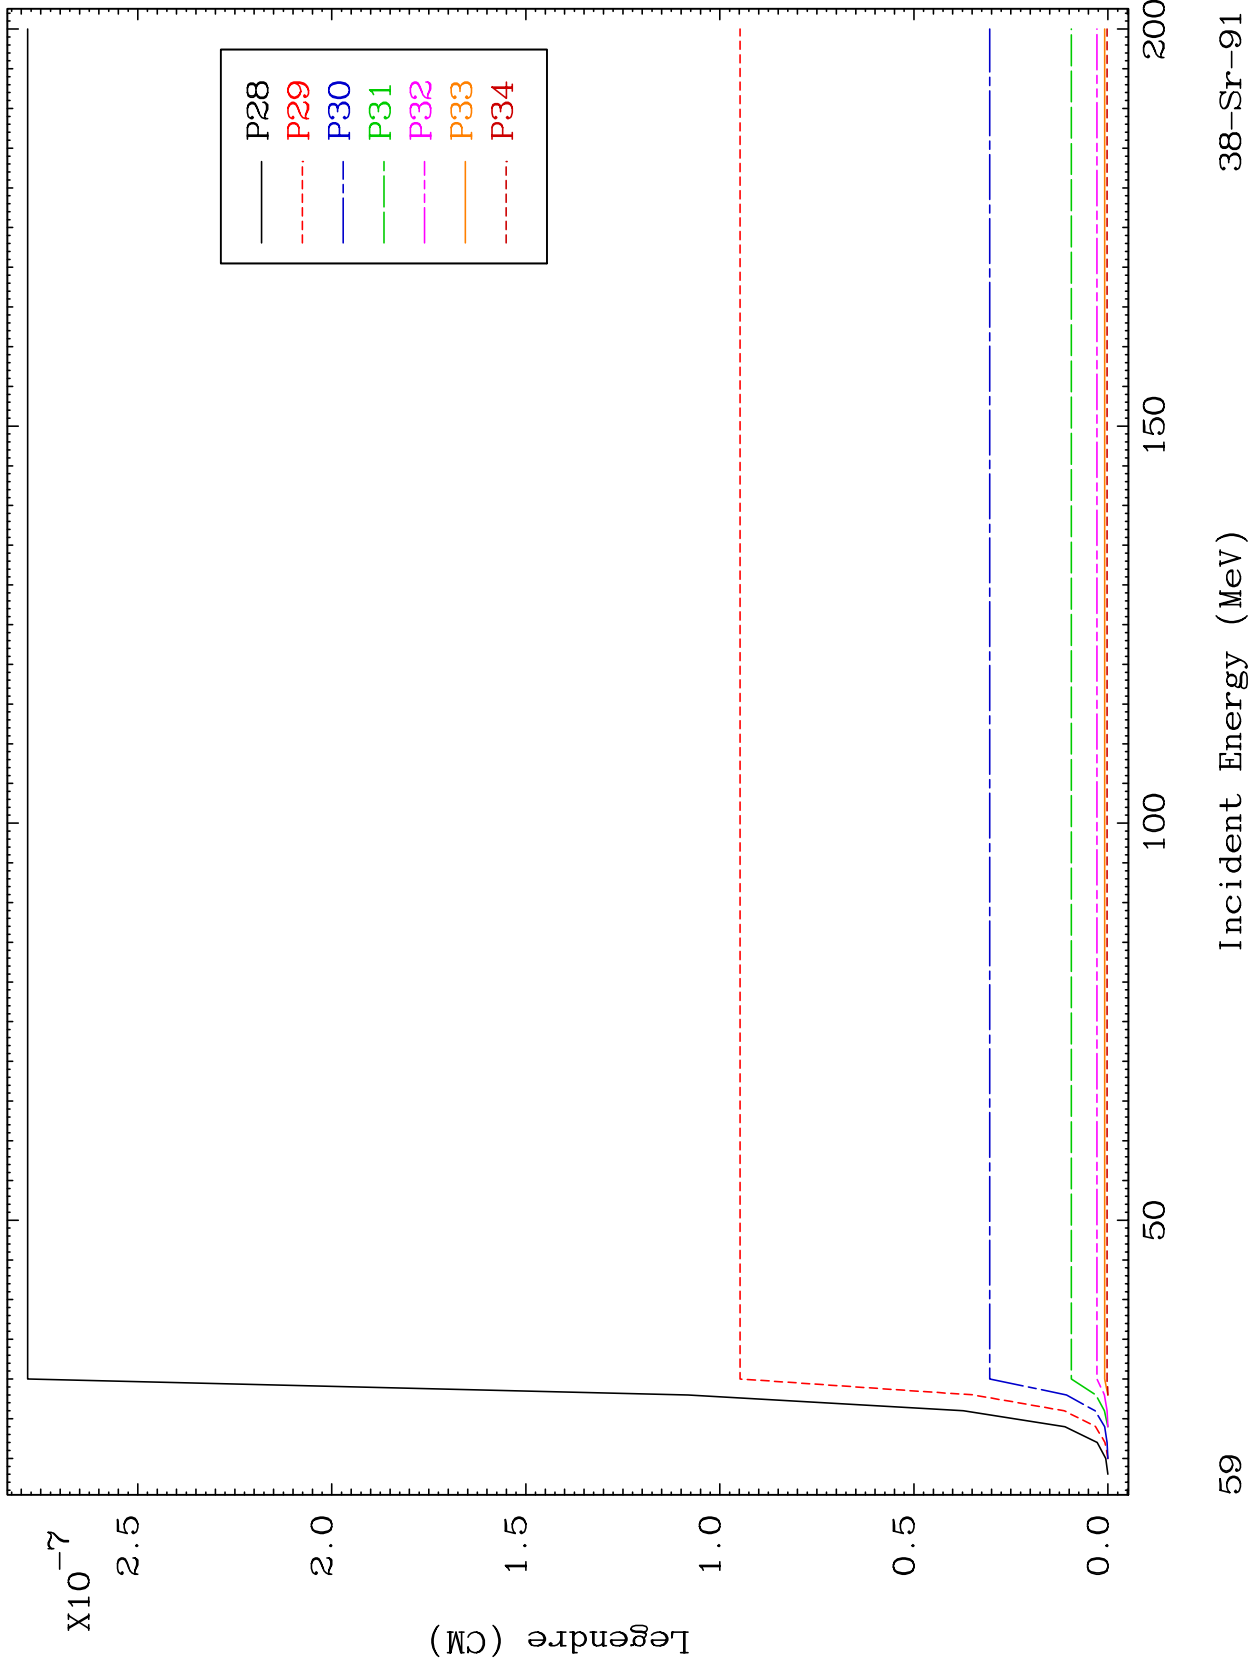 X10-7
2.5
2.0
1.5
1.0
0.5
0.0
Legendre (CM)
P28
P29
P30
P31
P32
P33
P34
50
100
150
200
59
Incident Energy (MeV)
38-Sr-91